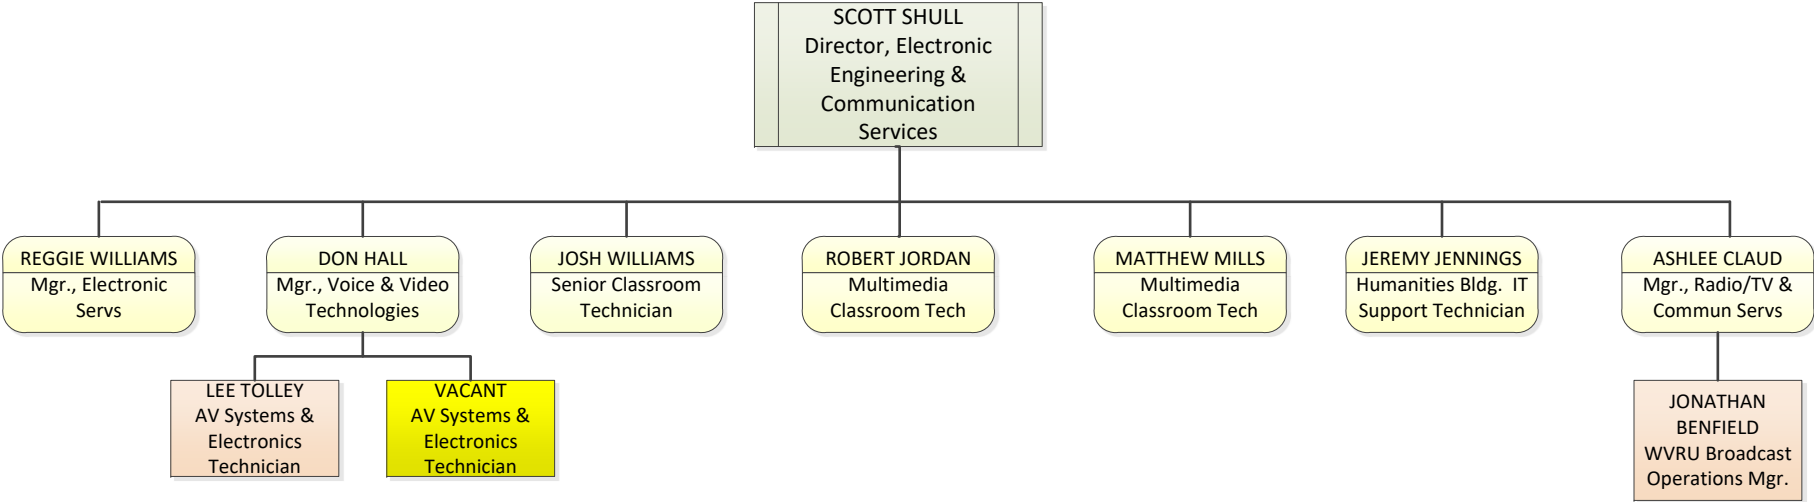 SCOTT SHULL
Director, Electronic
Engineering &
Communication
Services
REGGIE WILLIAMS
Mgr., Electronic
Servs
DON HALL
Mgr., Voice & Video
Technologies
JOSH WILLIAMS
Senior Classroom
Technician
ROBERT JORDAN
Multimedia
Classroom Tech
MATTHEW MILLS
Multimedia
Classroom Tech
JEREMY JENNINGS
Humanities Bldg.  IT
Support Technician
ASHLEE CLAUD
Mgr., Radio/TV &
Commun Servs
LEE TOLLEY
AV Systems &
Electronics
Technician
VACANT
AV Systems &
Electronics
Technician
JONATHAN
BENFIELD
WVRU Broadcast
Operations Mgr.